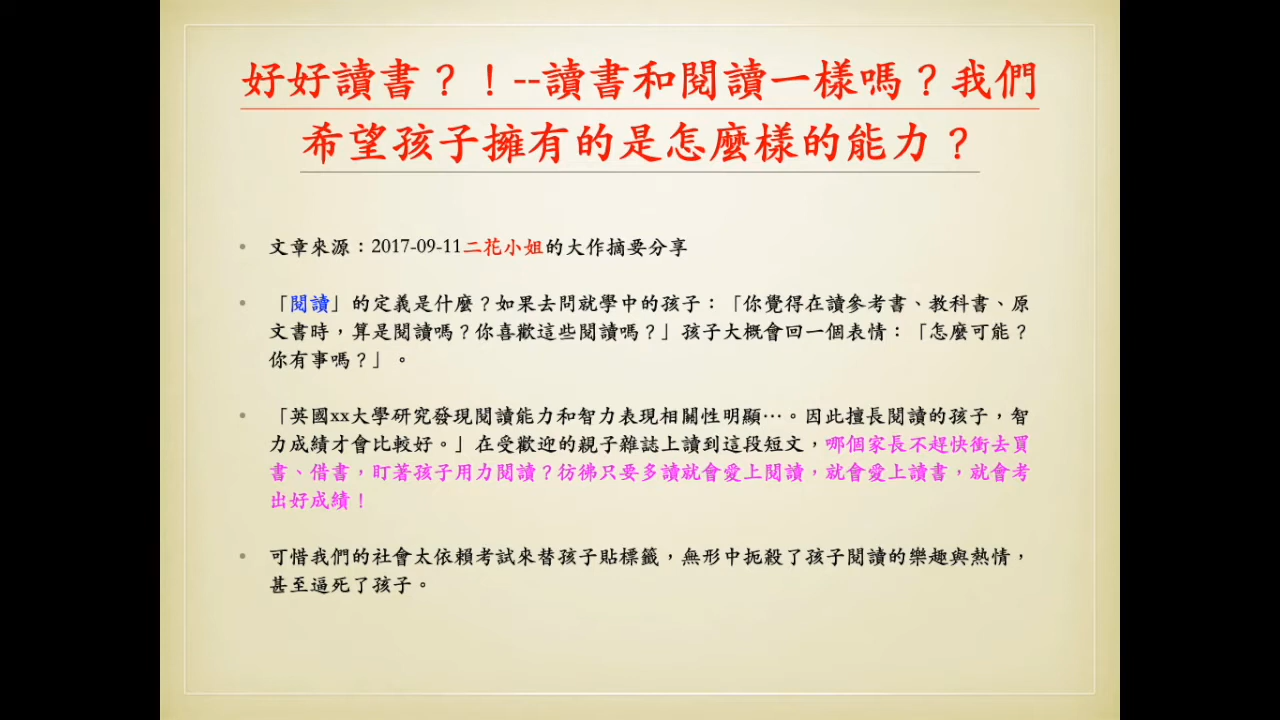 好好讀書？！--讀書和閱讀一樣嗎？我們
希望孩子擁有的是怎麼樣的能力？
• 文章來源：2017-09-11二花小姐的大作摘要分享
• 「閱讀」的定義是什麼？如果去問就學中的孩子：「你覺得在讀參考書、教科書、原
文書時，算是閱讀嗎？你喜歡這些閱讀嗎？」孩子大概會回一個表情：「怎麼可能？
你有事嗎？」。
• 「英國xx大學研究發現閱讀能力和智力表現相關性明顯⋯。因此擅長閱讀的孩子，智
力成績才會比較好。」在受歡迎的親子雜誌上讀到這段短文，哪個家長不趕快衝去買
書、借書，盯著孩子用力閱讀？彷彿只要多讀就會愛上閱讀，就會愛上讀書，就會考
出好成績！
• 可惜我們的社會太依賴考試來替孩子貼標籤，無形中扼殺了孩子閱讀的樂趣與熱情，
甚至逼死了孩子。